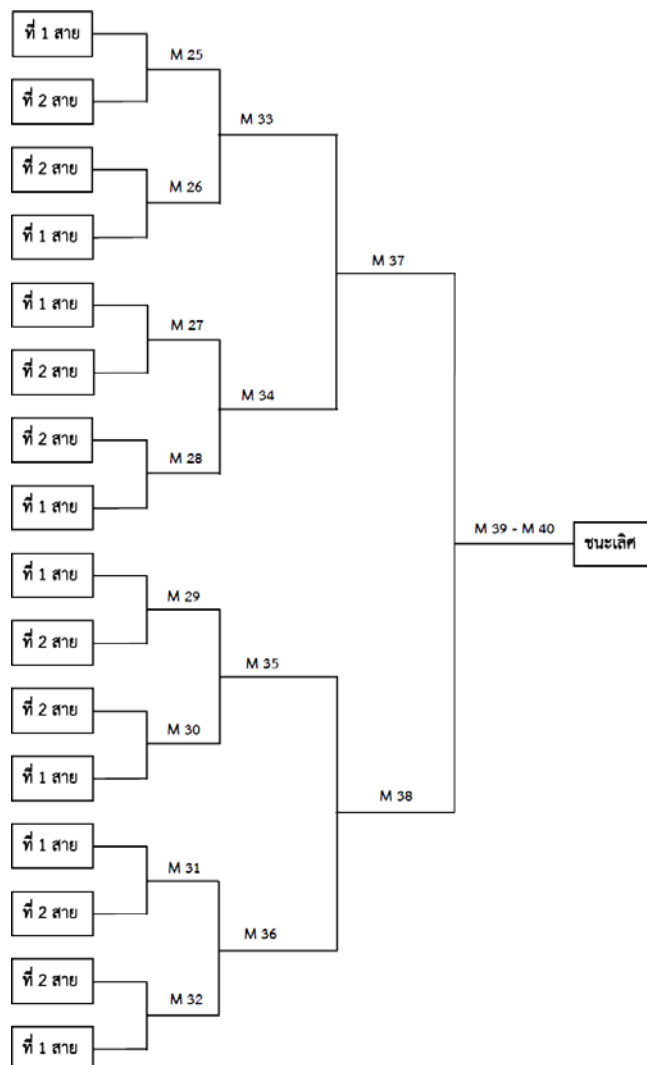 ที่ 1 สาย
M 25
ที่ 2 สาย
M 33
ที่ 2 สาย
M 26
ที่ 1 สาย
M 37
ที่ 1 สาย
M 27
ที่ 2 สาย
M 34
ที่ 2 สาย
M 28
ที่ 1 สาย
M 39 - M 40
ชนะเลิศ
ที่ 1 สาย
M 29
ที่ 2 สาย
M 35
ที่ 2 สาย
M 30
ที่ 1 สาย
M 38
ที่ 1 สาย
M 31
ที่ 2 สาย
M 36
ที่ 2 สาย
M 32
ที่ 1 สาย